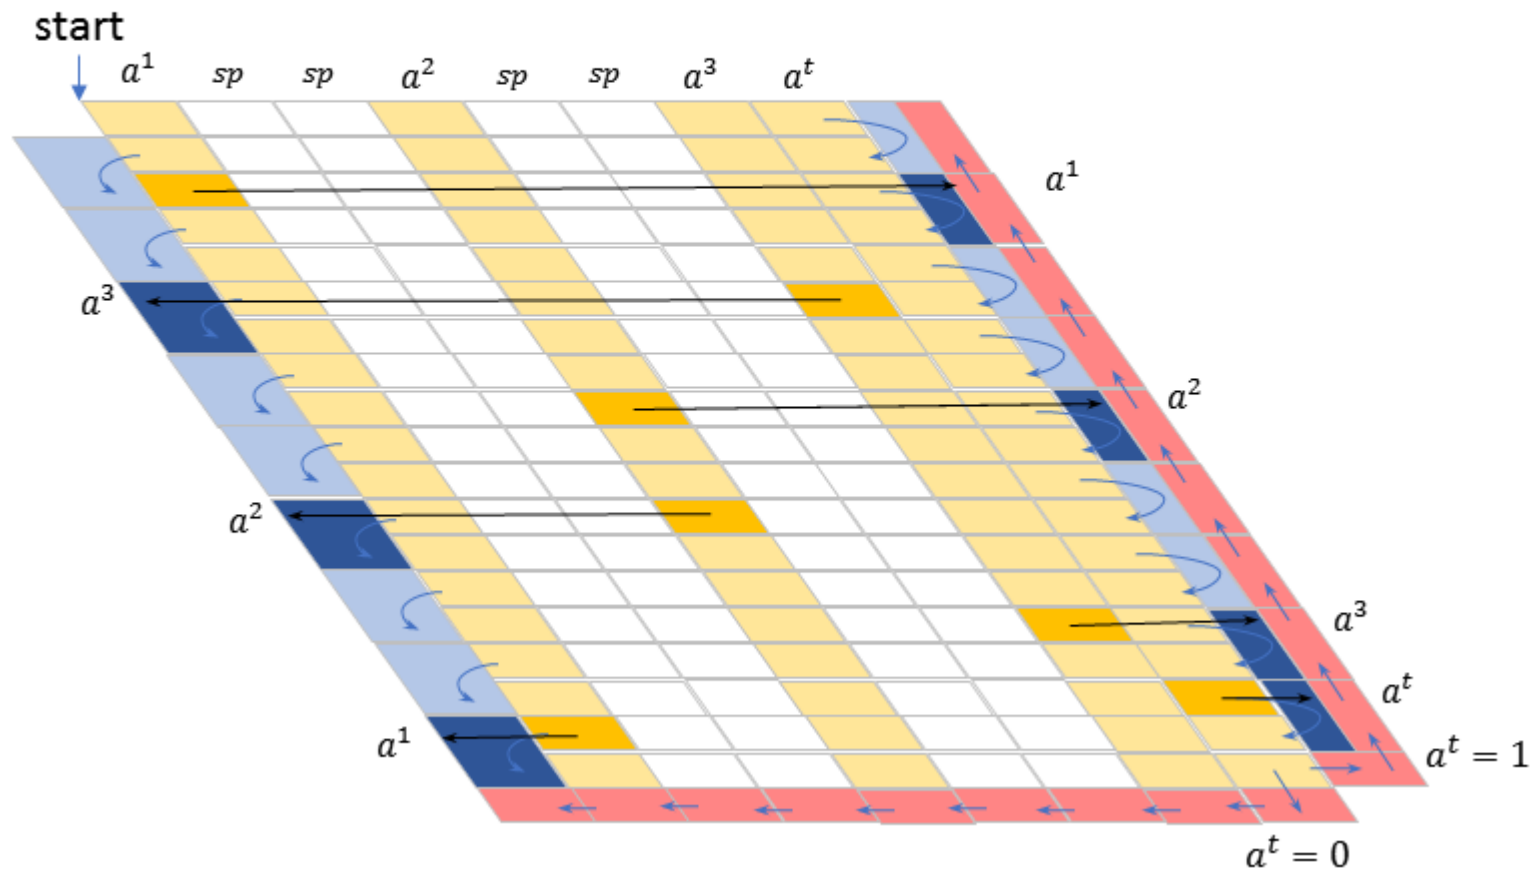 start
a¹ sp sp a² sp sp a³ aᵗ
a¹
a³
a²
a²
a³
aᵗ
a¹
aᵗ = 1
aᵗ = 0